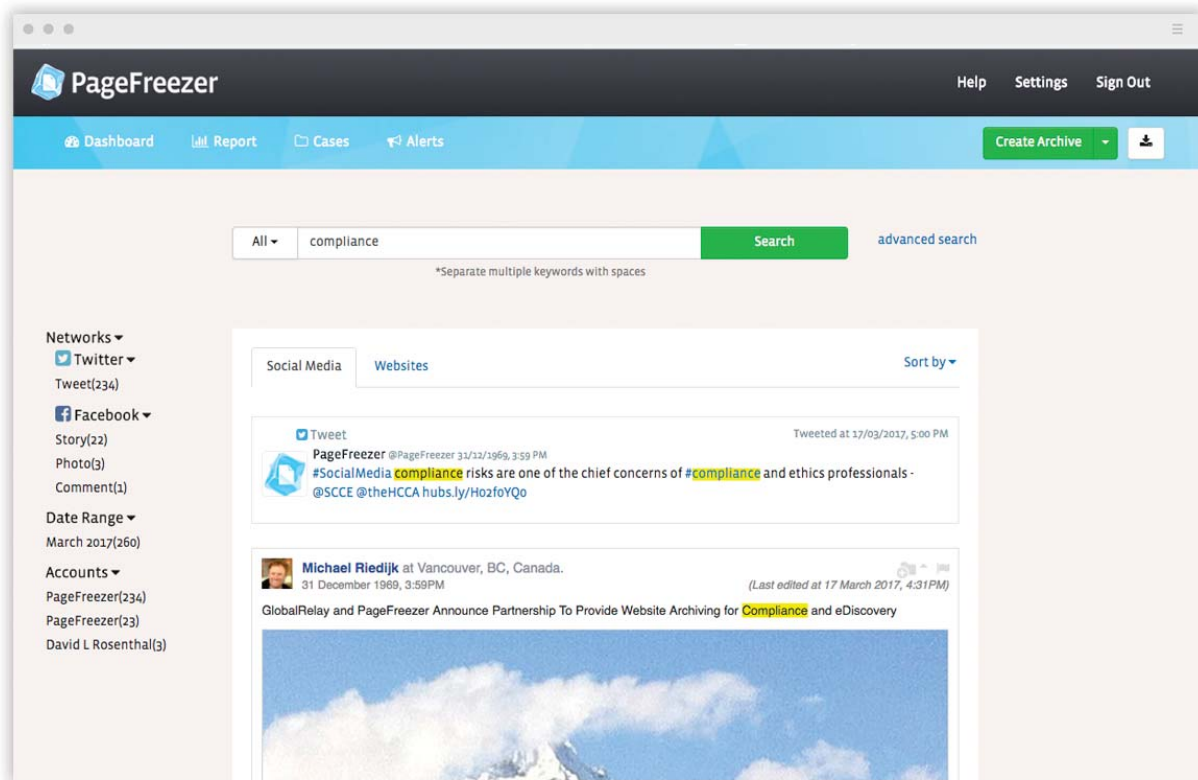 PageFreezer
Help Settings Sign Out
Dashboard Report Cases Alerts
Create Archive
All compliance Search advanced search
*Separate multiple keywords with spaces
Networks
Twitter
Tweet(234)
Facebook
Story(22)
Photo(3)
Comment(1)
Date Range
March 2017(260)
Accounts
PageFreezer(234)
PageFreezer(23)
David L Rosenthal(3)
Social Media Websites Sort by
Tweet Tweeted at 17/03/2017, 5:00 PM
PageFreezer @PageFreezer 31/12/1969, 3:59 PM
#SocialMedia compliance risks are one of the chief concerns of #compliance and ethics professionals -
@SCCE @theHCCA hubs.ly/H02foYQ0
Michael Riedijk at Vancouver, BC, Canada.
31 December 1969, 3:59PM (Last edited at 17 March 2017, 4:31PM)
GlobalRelay and PageFreezer Announce Partnership To Provide Website Archiving for Compliance and eDiscovery